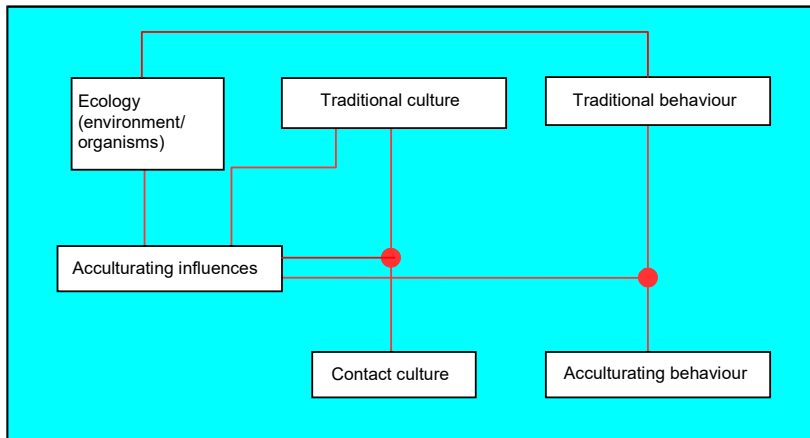 Ecology
(environment/
organisms)
Traditional culture
Traditional behaviour
Acculturating influences
Contact culture
Acculturating behaviour